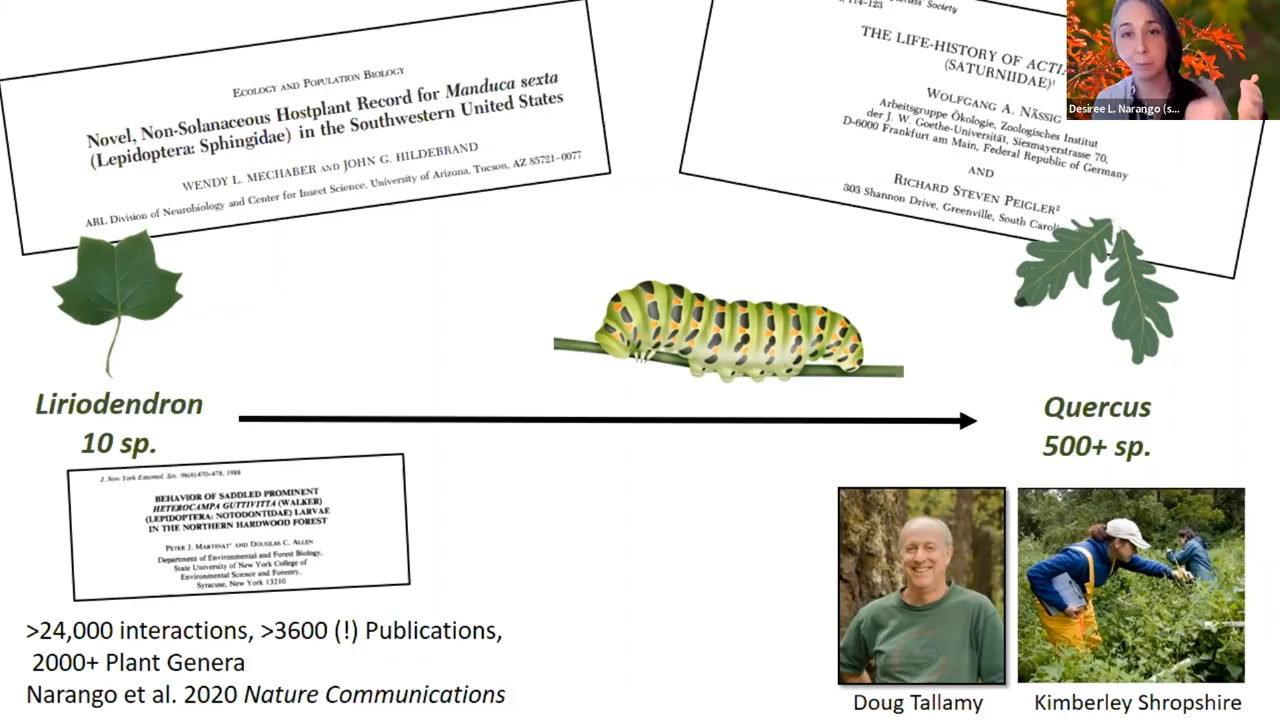 ECOLOGY AND POPULATION BIOLOGY
Novel, Non-Solanaceous Hostplant Record for Manduca sexta
(Lepidoptera: Sphingidae) in the Southwestern United States
WENDY L. MECHABER AND JOHN G. HILDEBRAND
ARL Division of Neurobiology and Center for Insect Science, University of Arizona, Tucson, AZ 85721–0077
Society
114–123
THE LIFE-HISTORY OF
(SATURNIIDAE)¹
WOLFGANG A. NÄSSIG
Arbeitsgruppe Ökologie, Zoologisches Institut
der J. W. Goethe-Universität, Siesmayerstrasse 70,
D-6000 Frankfurt am Main, Federal Republic of Germany
AND
RICHARD STEVEN PEIGLER²
303 Shannon Drive, Greenville, South
Desiree L. Narango (s...
Liriodendron
10 sp.
Quercus
500+ sp.
J. New York Entomol. Soc. 96(4):470–478, 1988
BEHAVIOR OF SADDLED PROMINENT
HETEROCAMPA GUTTIVITTA (WALKER)
(LEPIDOPTERA: NOTODONTIDAE) LARVAE
IN THE NORTHERN HARDWOOD FOREST
PETER J. MARTINAT AND DOUGLAS C. ALLEN
Department of Environmental and Forest Biology,
State University of New York College of
Environmental Science and Forestry,
Syracuse, New York 13210
>24,000 interactions, >3600 (!) Publications,
2000+ Plant Genera
Narango et al. 2020 Nature Communications
Doug Tallamy
Kimberley Shropshire